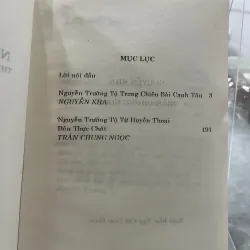 MỤC LỤC
Lời nói đầu
Nguyễn Trường Tộ Trong Chiêu Bài Canh Tân 3
NGUYỄN KHA
Nguyễn Trường Tộ Từ Huyền Thoại
Đến Thực Chất 191
TRẦN CHUNG NGỌC